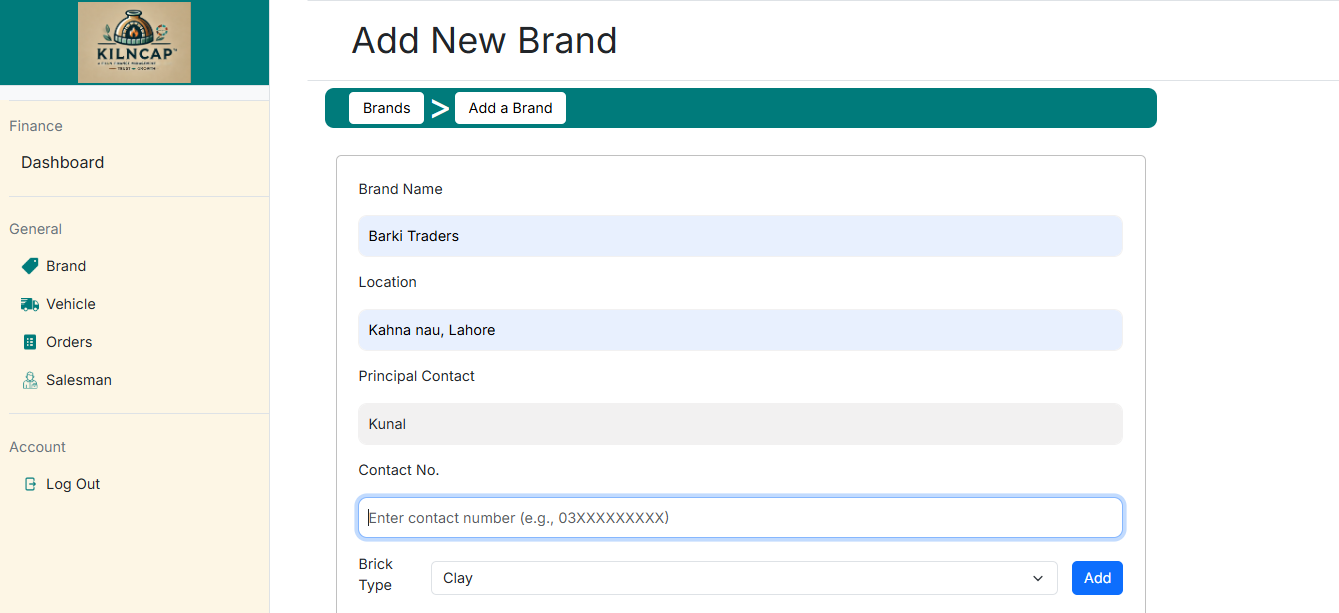 KILNCAP
TRUST GROWTH
Add New Brand
Brands > Add a Brand
Finance
Dashboard
General
Brand
Vehicle
Orders
Salesman
Account
Log Out
Brand Name
Barki Traders
Location
Kahna nau, Lahore
Principal Contact
Kunal
Contact No.
Enter contact number (e.g., 03XXXXXXXXX)
Brick Type
Clay
Add